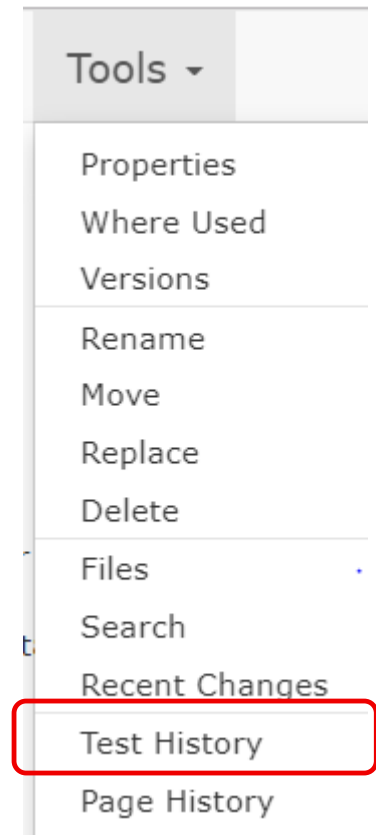 Tools
Properties
Where Used
Versions
Rename
Move
Replace
Delete
Files
Search
Recent Changes
Test History
Page History